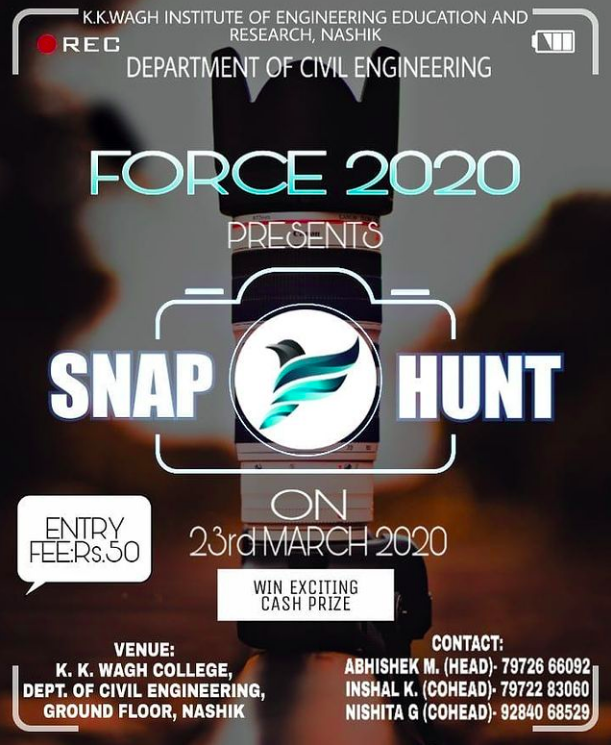 K.K.WAGH INSTITUTE OF ENGINEERING EDUCATION AND
RESEARCH, NASHIK
REC
DEPARTMENT OF CIVIL ENGINEERING
FORCE 2020
PRESENTS
SNAP HUNT
ON
23rd MARCH 2020
ENTRY
FEE:Rs.50
WIN EXCITING
CASH PRIZE
VENUE:
K. K. WAGH COLLEGE,
DEPT. OF CIVIL ENGINEERING,
GROUND FLOOR, NASHIK
CONTACT:
ABHISHEK M. (HEAD)- 79726 66092
INSHAL K. (COHEAD)- 79722 83060
NISHITA G (COHEAD)- 92840 68529